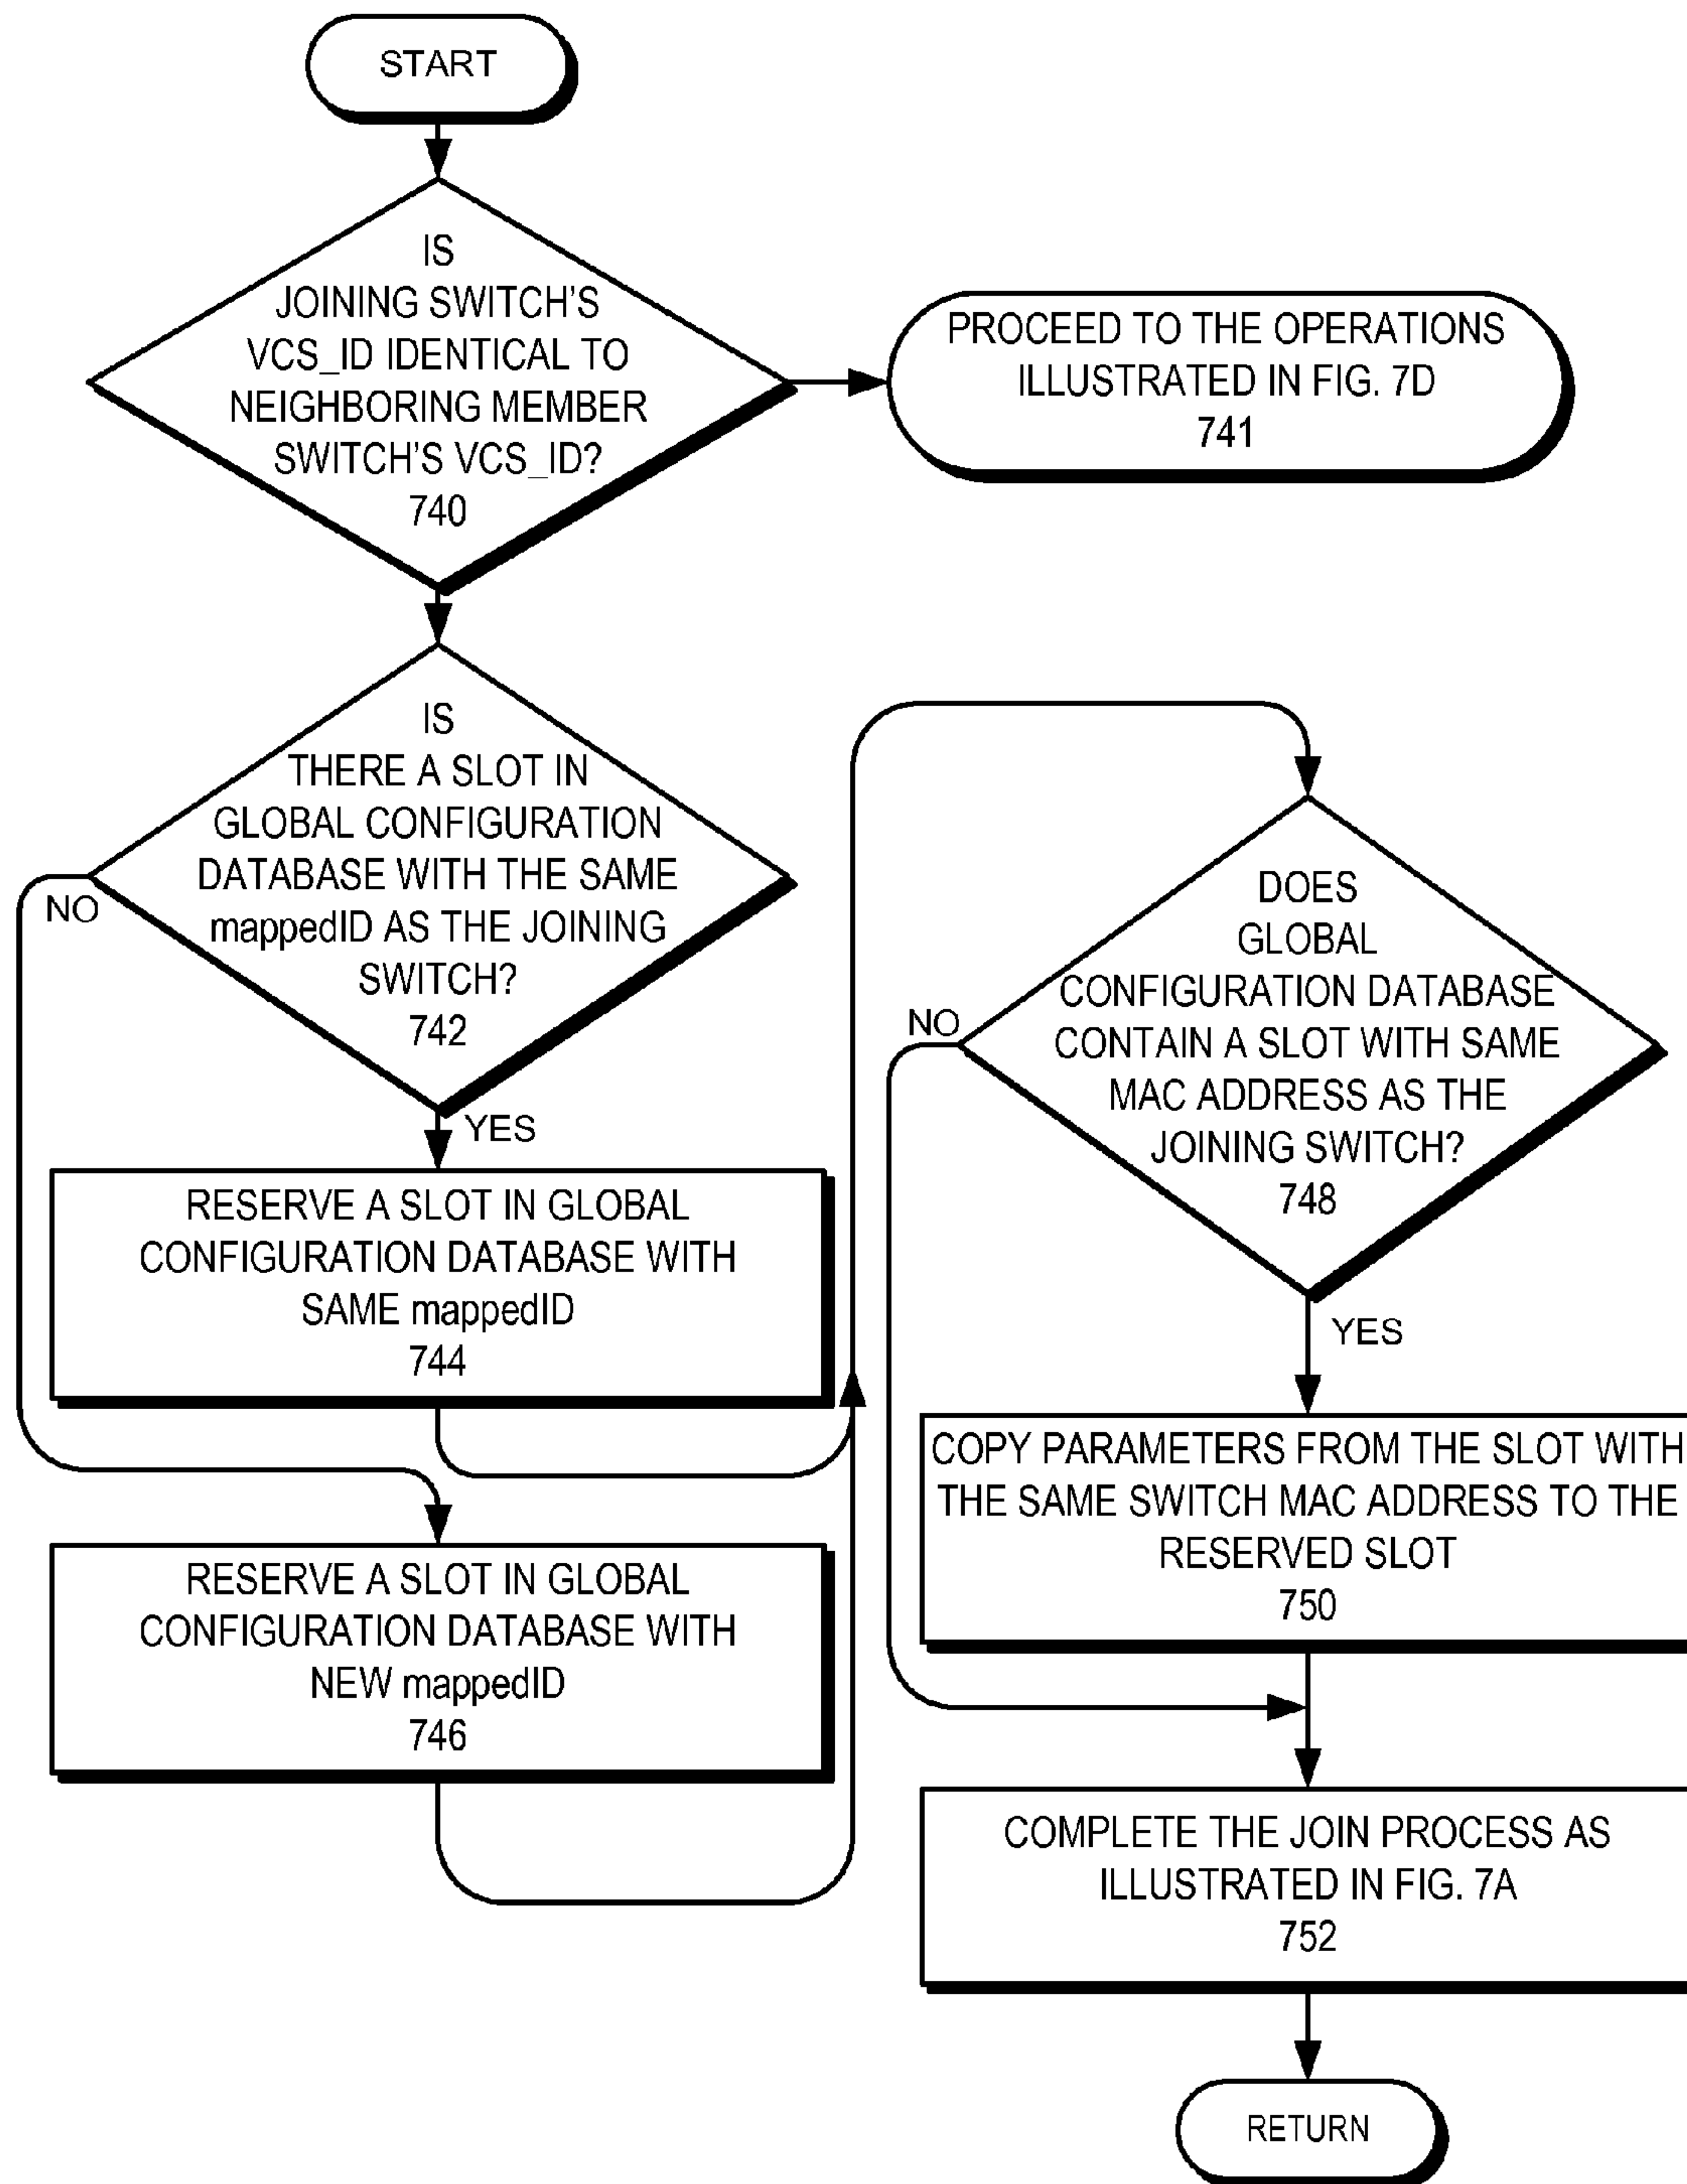 START
IS
JOINING SWITCH'S
VCS_ID IDENTICAL TO
NEIGHBORING MEMBER
SWITCH'S VCS_ID?
740
PROCEED TO THE OPERATIONS
ILLUSTRATED IN FIG. 7D
741
IS
THERE A SLOT IN
GLOBAL CONFIGURATION
DATABASE WITH THE SAME
mappedID AS THE JOINING
SWITCH?
742
NO
YES
RESERVE A SLOT IN GLOBAL
CONFIGURATION DATABASE WITH
SAME mappedID
744
RESERVE A SLOT IN GLOBAL
CONFIGURATION DATABASE WITH
NEW mappedID
746
DOES
GLOBAL
CONFIGURATION DATABASE
CONTAIN A SLOT WITH SAME
MAC ADDRESS AS THE
JOINING SWITCH?
748
NO
YES
COPY PARAMETERS FROM THE SLOT WITH
THE SAME SWITCH MAC ADDRESS TO THE
RESERVED SLOT
750
COMPLETE THE JOIN PROCESS AS
ILLUSTRATED IN FIG. 7A
752
RETURN